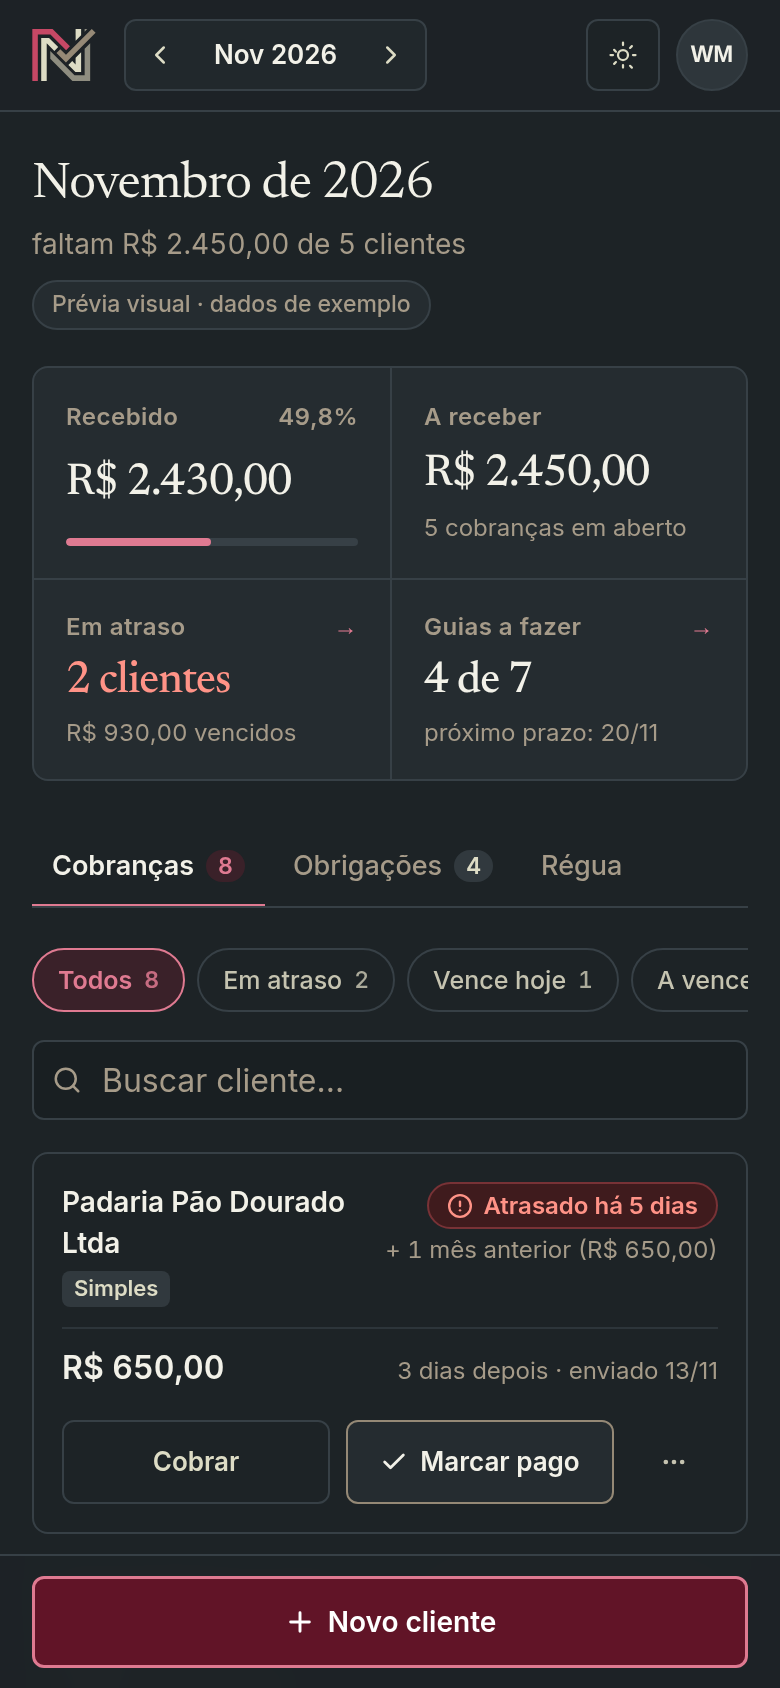 Nov 2026
WM
Novembro de 2026
faltam R$ 2.450,00 de 5 clientes
Prévia visual · dados de exemplo
Recebido 49,8%
R$ 2.430,00
A receber
R$ 2.450,00
5 cobranças em aberto
Em atraso →
2 clientes
R$ 930,00 vencidos
Guias a fazer →
4 de 7
próximo prazo: 20/11
Cobranças 8 Obrigações 4 Régua
Todos 8 Em atraso 2 Vence hoje 1 A vence
Buscar cliente...
Padaria Pão Dourado
Ltda
Simples
Atrasado há 5 dias
+ 1 mês anterior (R$ 650,00)
R$ 650,00 3 dias depois · enviado 13/11
Cobrar Marcar pago ...
+ Novo cliente